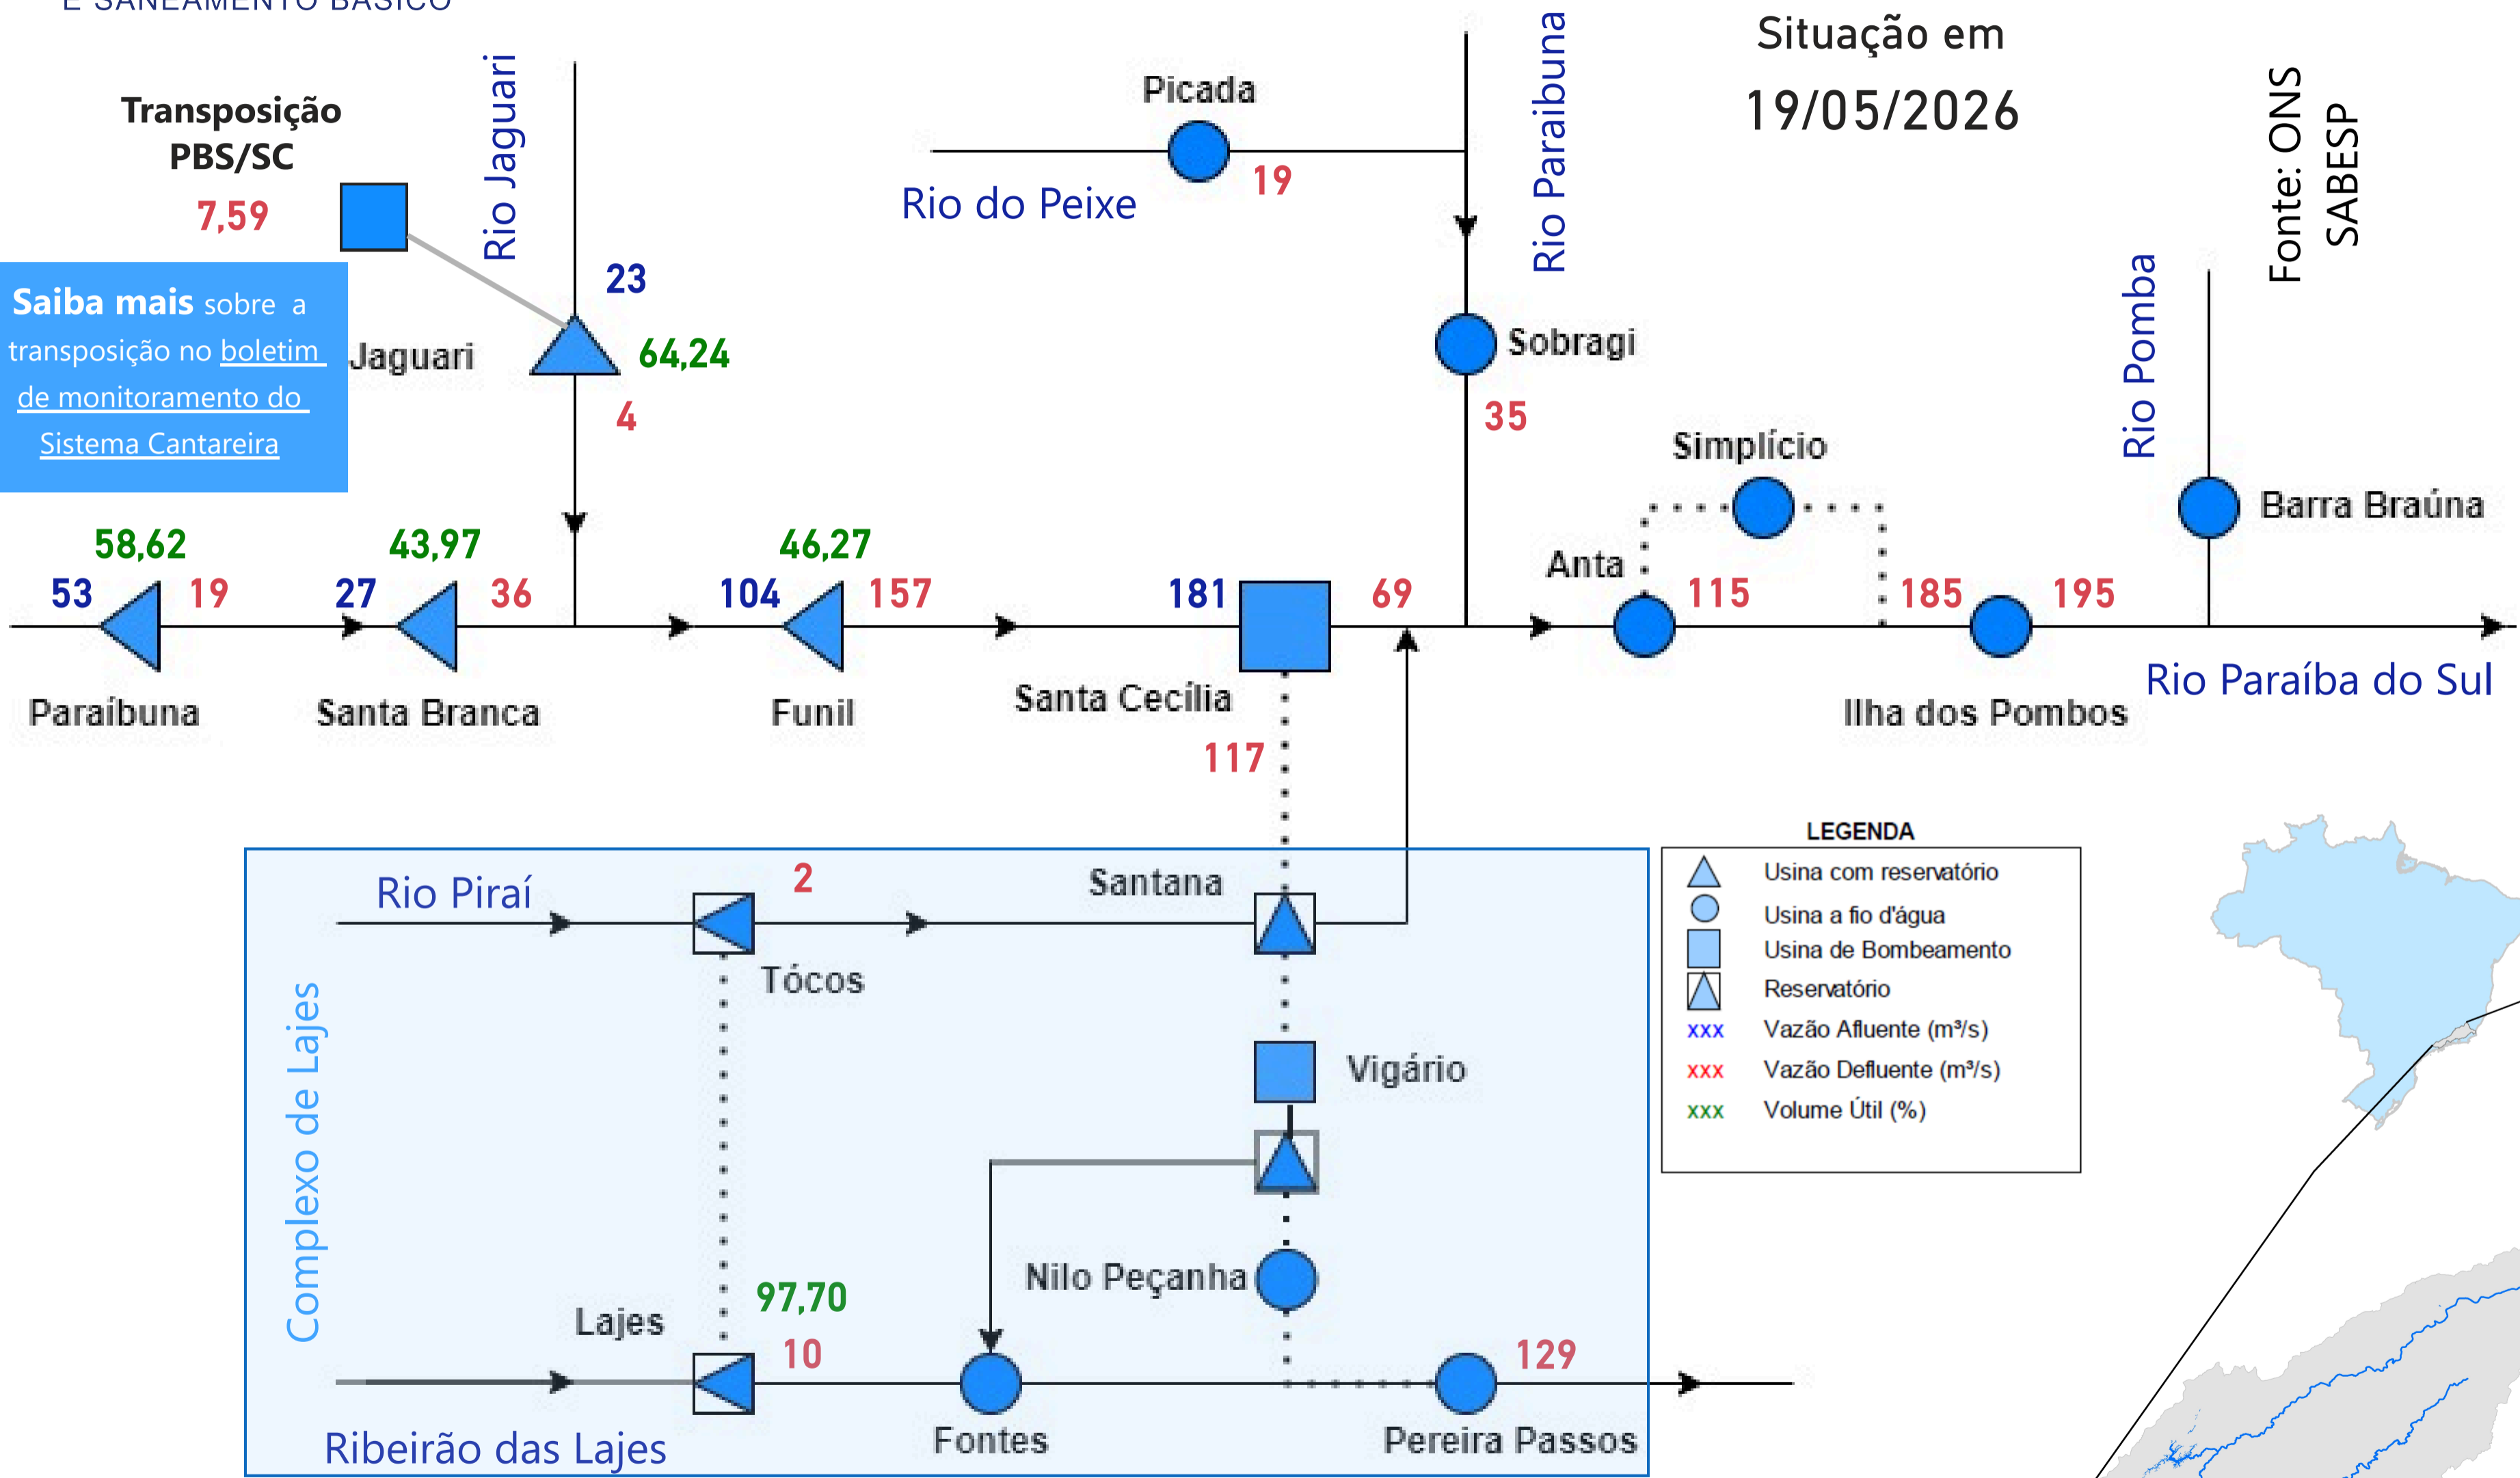 E SANEAMENTO BÁSICO
Situação em
19/05/2026
Fonte: ONS
SABESP
Transposição
PBS/SC
7,59
Rio Jaguari
Picada
19
Rio do Peixe
Rio Paraibuna
Saiba mais sobre a
transposição no boletim
de monitoramento do
Sistema Cantareira
23
Jaguari
64,24
4
Sobragi
35
Simplício
Rio Pomba
Barra Braúna
Anta
58,62
53
19
Paraíbuna
43,97
27
36
Santa Branca
46,27
104
157
Funil
181
69
Santa Cecília
117
115
185
195
Ilha dos Pombos
Rio Paraíba do Sul
Complexo de Lajes
Rio Piraí
2
Tócos
Santana
Vigário
Nilo Peçanha
97,70
Lajes
10
129
Ribeirão das Lajes
Fontes
Pereira Passos
LEGENDA
Usina com reservatório
Usina a fio d'água
Usina de Bombeamento
Reservatório
xxx Vazão Afluente (m³/s)
xxx Vazão Defluente (m³/s)
xxx Volume Útil (%)